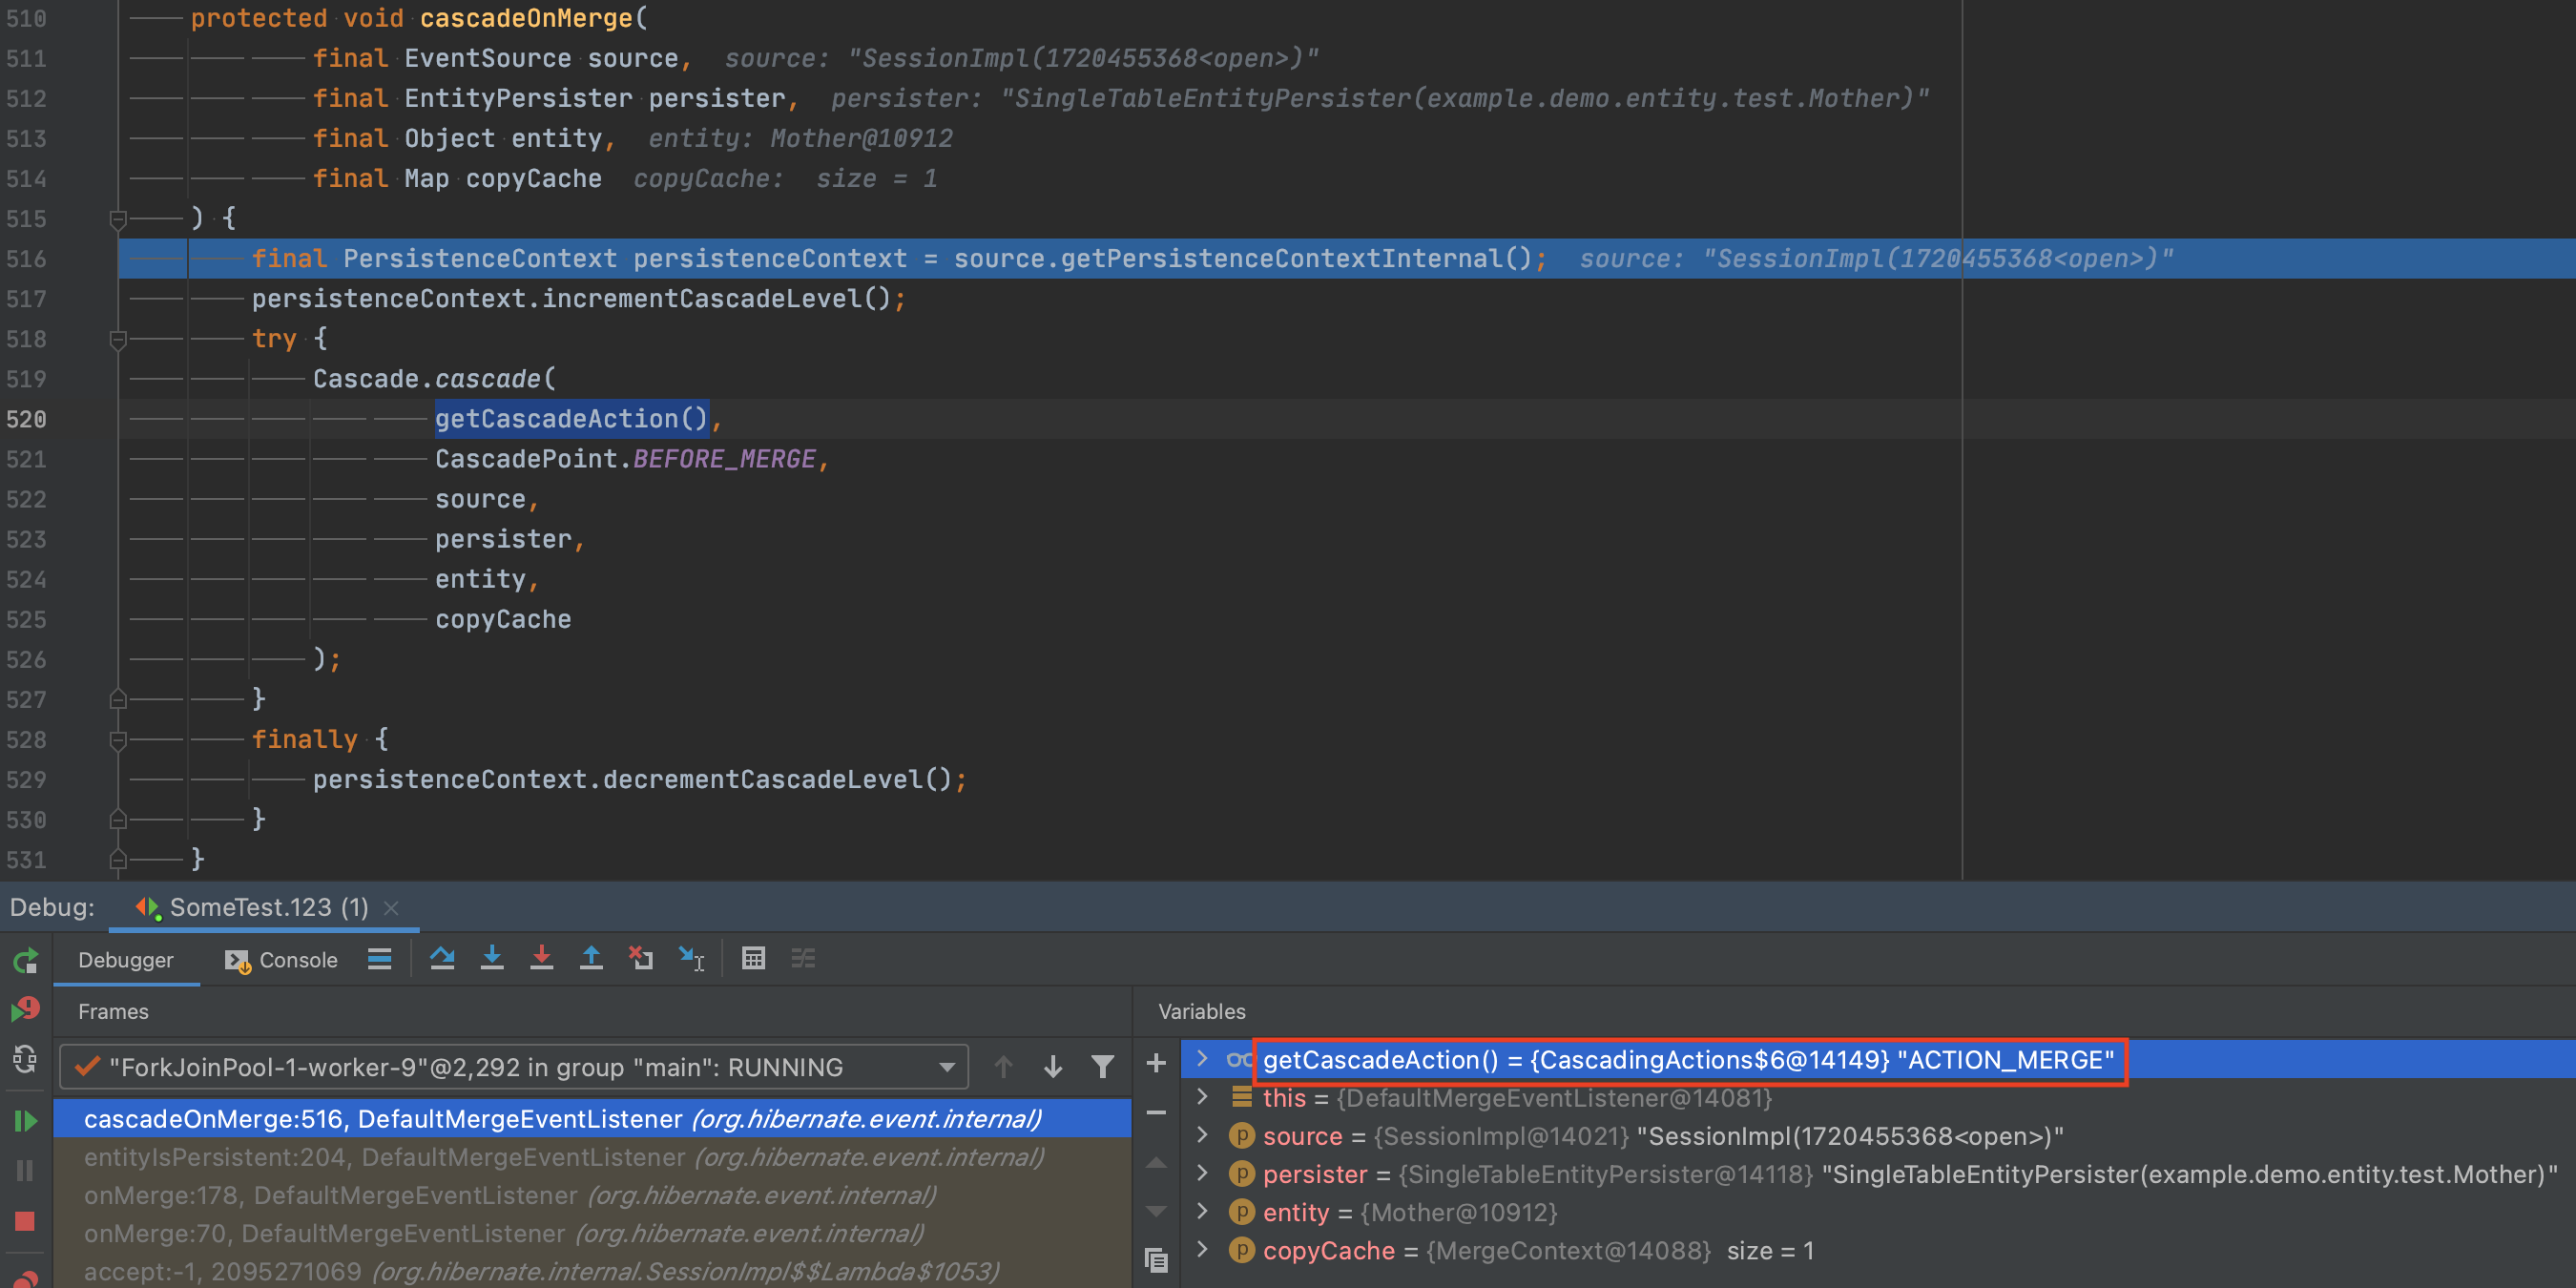 510 protected void cascadeOnMerge(
511 final EventSource source, source: "SessionImpl(1720455368<open>)"
512 final EntityPersister persister, persister: "SingleTableEntityPersister(example.demo.entity.test.Mother)"
513 final Object entity, entity: Mother@10912
514 final Map copyCache copyCache: size = 1
515 ) {
516 final PersistenceContext persistenceContext = source.getPersistenceContextInternal(); source: "SessionImpl(1720455368<open>)"
517 persistenceContext.incrementCascadeLevel();
518 try {
519 Cascade.cascade(
520 getCascadeAction(),
521 CascadePoint.BEFORE_MERGE,
522 source,
523 persister,
524 entity,
525 copyCache
526 );
527 }
528 finally {
529 persistenceContext.decrementCascadeLevel();
530 }
531 }
Debug: SomeTest.123 (1)
Debugger Console
Frames
"ForkJoinPool-1-worker-9"@2,292 in group "main": RUNNING
cascadeOnMerge:516, DefaultMergeEventListener (org.hibernate.event.internal)
entityIsPersistent:204, DefaultMergeEventListener (org.hibernate.event.internal)
onMerge:178, DefaultMergeEventListener (org.hibernate.event.internal)
onMerge:70, DefaultMergeEventListener (org.hibernate.event.internal)
accept:-1, 2095271069 (org.hibernate.internal.SessionImpl$$Lambda$1053)
Variables
getCascadeAction() = {CascadingActions$6@14149} "ACTION_MERGE"
this = {DefaultMergeEventListener@14081}
p source = {SessionImpl@14021} "SessionImpl(1720455368<open>)"
p persister = {SingleTableEntityPersister@14118} "SingleTableEntityPersister(example.demo.entity.test.Mother)"
p entity = {Mother@10912}
p copyCache = {MergeContext@14088} size = 1